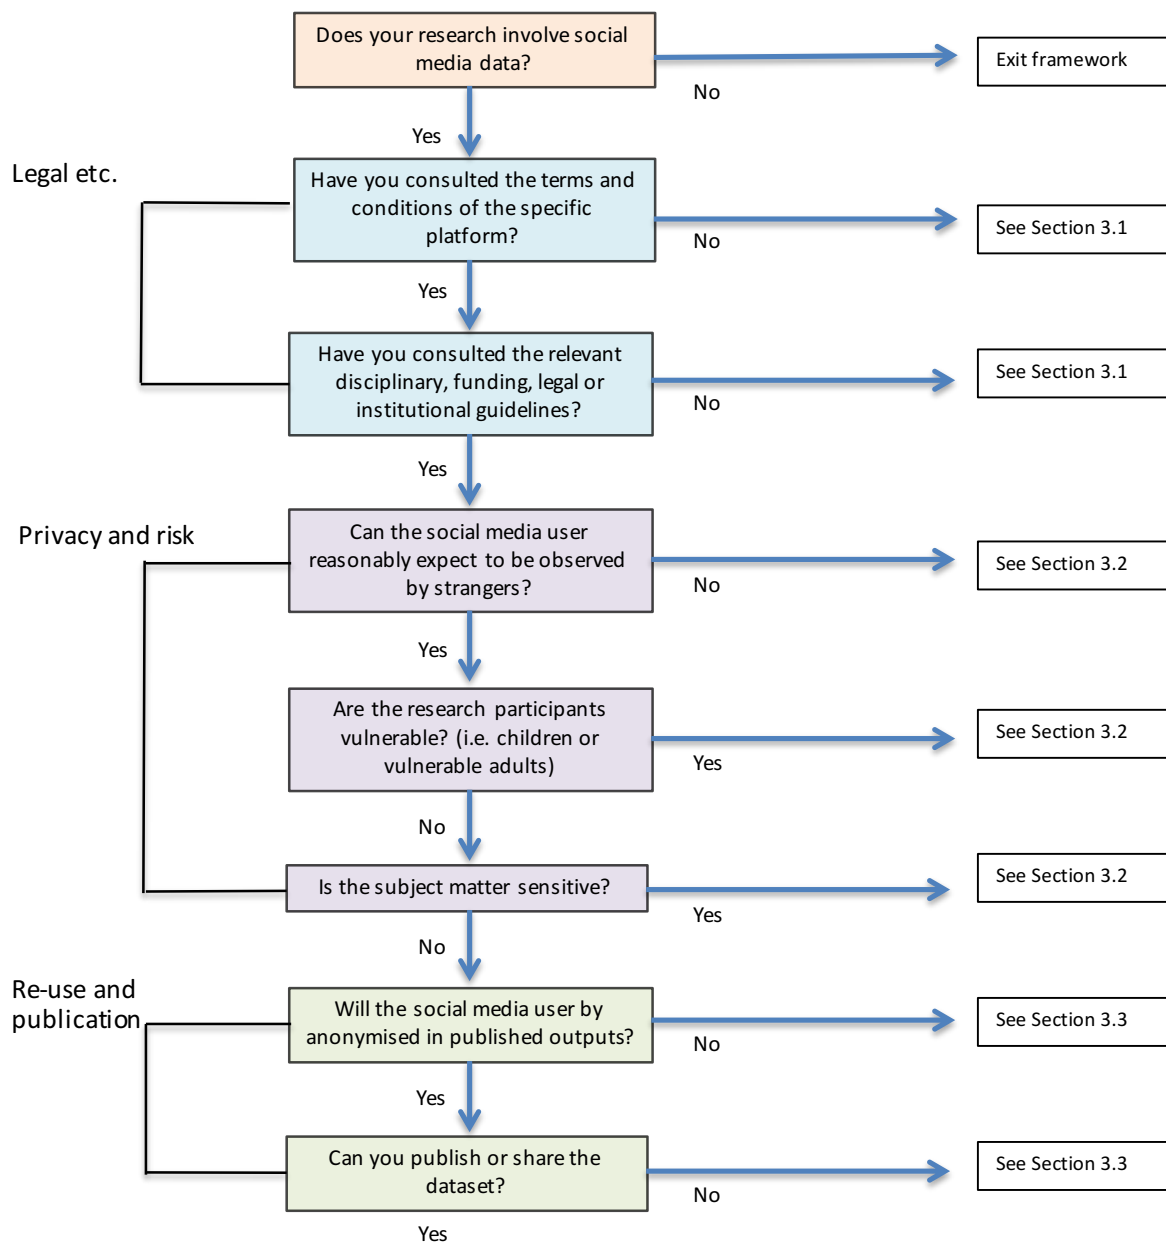 Does your research involve social
media data?
Exit framework
No
Yes
Legal etc.
Have you consulted the terms and
conditions of the specific
platform?
See Section 3.1
No
Yes
Have you consulted the relevant
disciplinary, funding, legal or
institutional guidelines?
See Section 3.1
No
Yes
Privacy and risk
Can the social media user
reasonably expect to be observed
by strangers?
See Section 3.2
No
Yes
Are the research participants
vulnerable? (i.e. children or
vulnerable adults)
See Section 3.2
Yes
No
Is the subject matter sensitive?
See Section 3.2
Yes
No
Re-use and
publication
Will the social media user by
anonymised in published outputs?
See Section 3.3
No
Yes
Can you publish or share the
dataset?
See Section 3.3
No
Yes